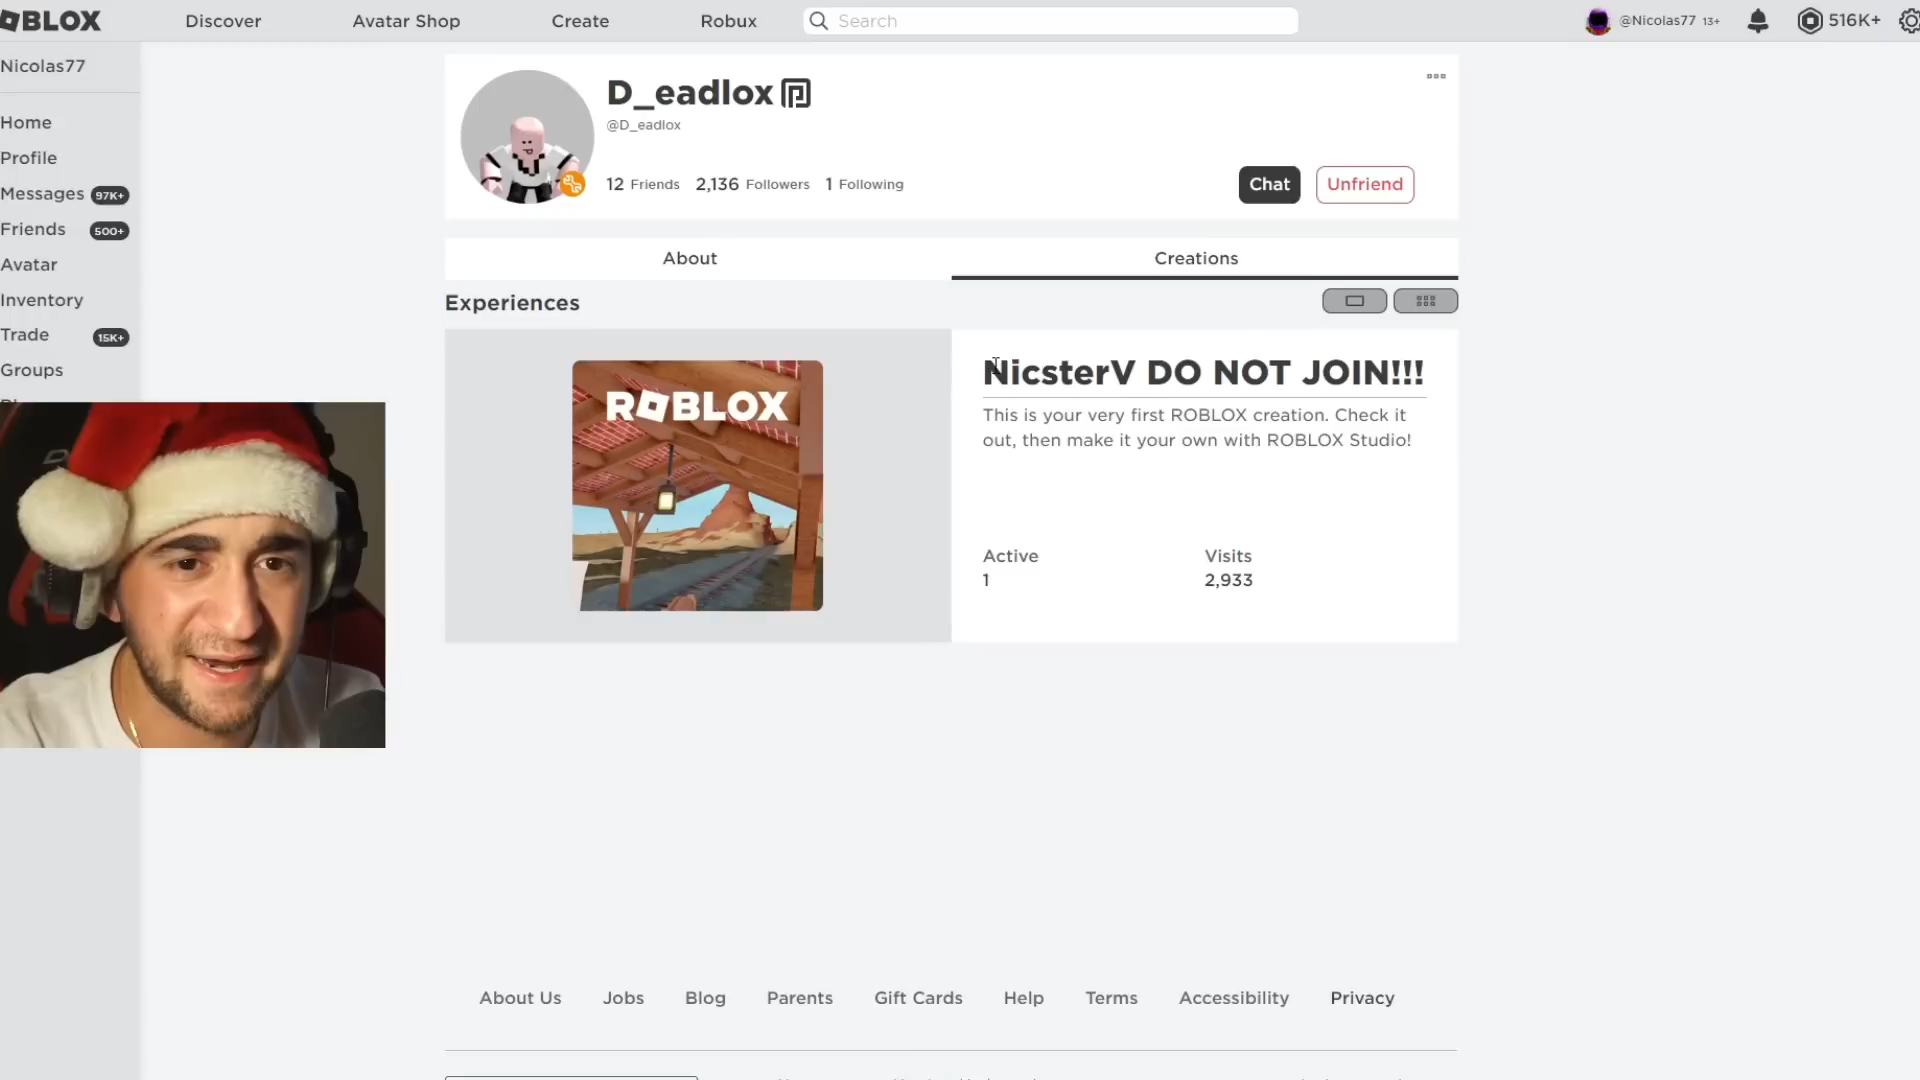 RBLOX
Discover
Avatar Shop
Create
Robux
Search
@Nicolas77 13+
516K+
Nicolas77
Home
Profile
Messages 97K+
Friends 500+
Avatar
Inventory
Trade 15K+
Groups
D_eadlox
@D_eadlox
12 Friends 2,136 Followers 1 Following
Chat
Unfriend
About
Creations
Experiences
ROBLOX
NicsterV DO NOT JOIN!!!
This is your very first ROBLOX creation. Check it
out, then make it your own with ROBLOX Studio!
Active
1
Visits
2,933
About Us
Jobs
Blog
Parents
Gift Cards
Help
Terms
Accessibility
Privacy